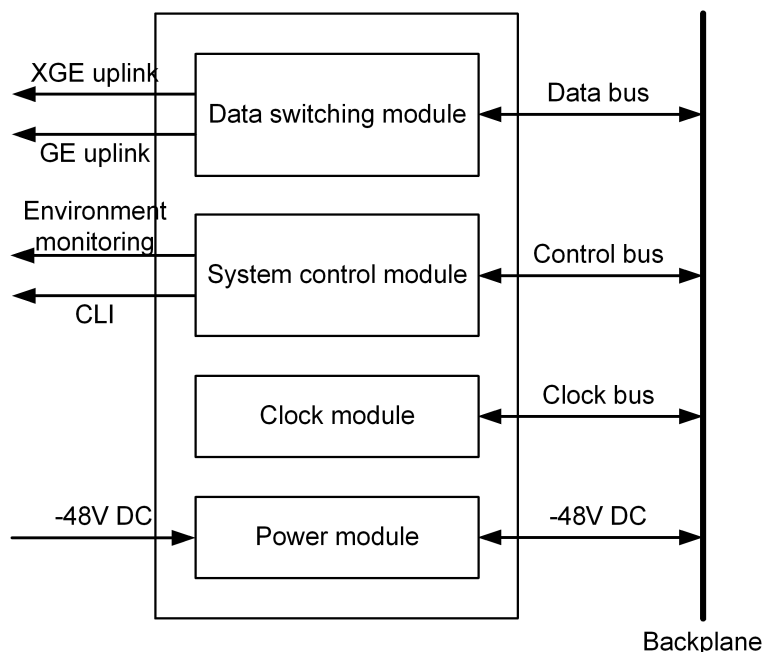 XGE uplink
Data switching module
Data bus
GE uplink
Environment
monitoring
System control module
Control bus
CLI
Clock module
Clock bus
-48V DC
Power module
-48V DC
Backplane